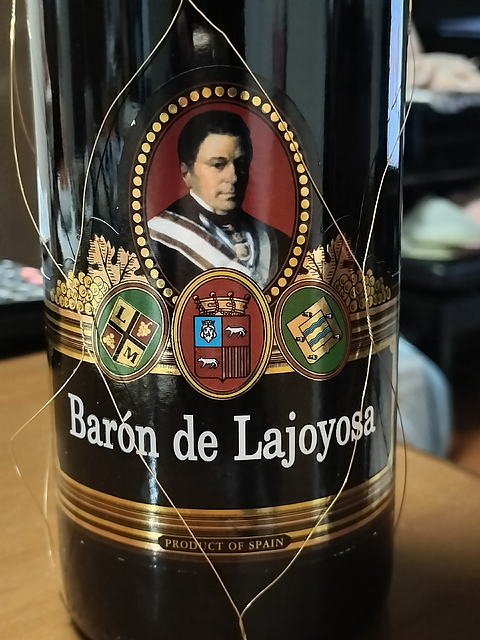 L
M
Barón de Lajoyosa
PRODUCT OF SPAIN